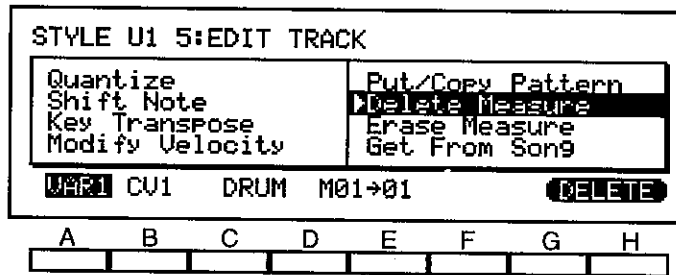 STYLE U1 5:EDIT TRACK
Quantize
Shift Note
Key Transpose
Modify Velocity
Put/Copy Pattern
Delete Measure
Erase Measure
Get From Song
VAR1 CV1 DRUM M01→01 DELETE
A B C D E F G H